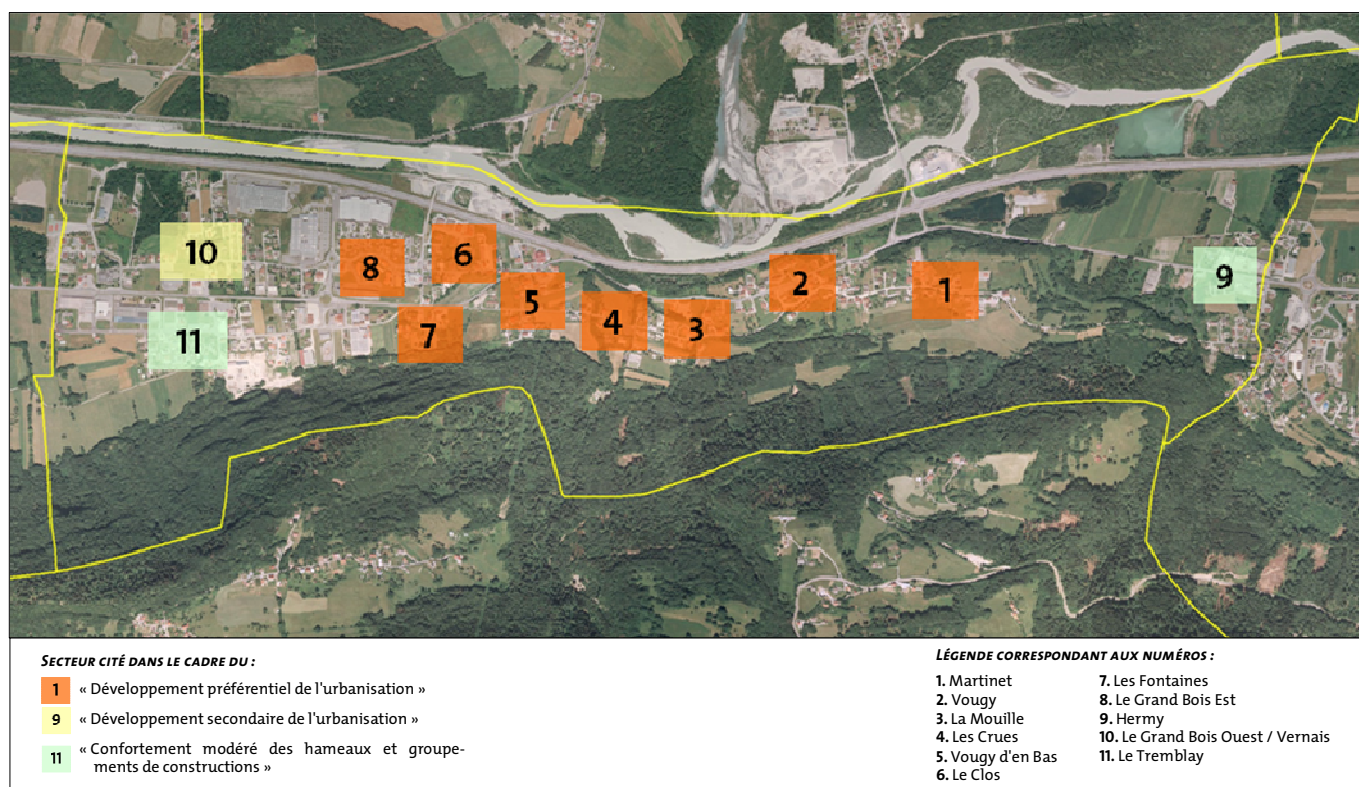 10
8
6
5
7
4
3
2
1
9
11
SECTEUR CITÉ DANS LE CADRE DU :
1 « Développement préférentiel de l'urbanisation »
9 « Développement secondaire de l'urbanisation »
11 « Confortement modéré des hameaux et groupe-
ments de constructions »
LÉGENDE CORRESPONDANT AUX NUMÉROS :
1. Martinet
2. Vougy
3. La Mouille
4. Les Crues
5. Vougy d'en Bas
6. Le Clos
7. Les Fontaines
8. Le Grand Bois Est
9. Hermy
10. Le Grand Bois Ouest / Vernais
11. Le Tremblay